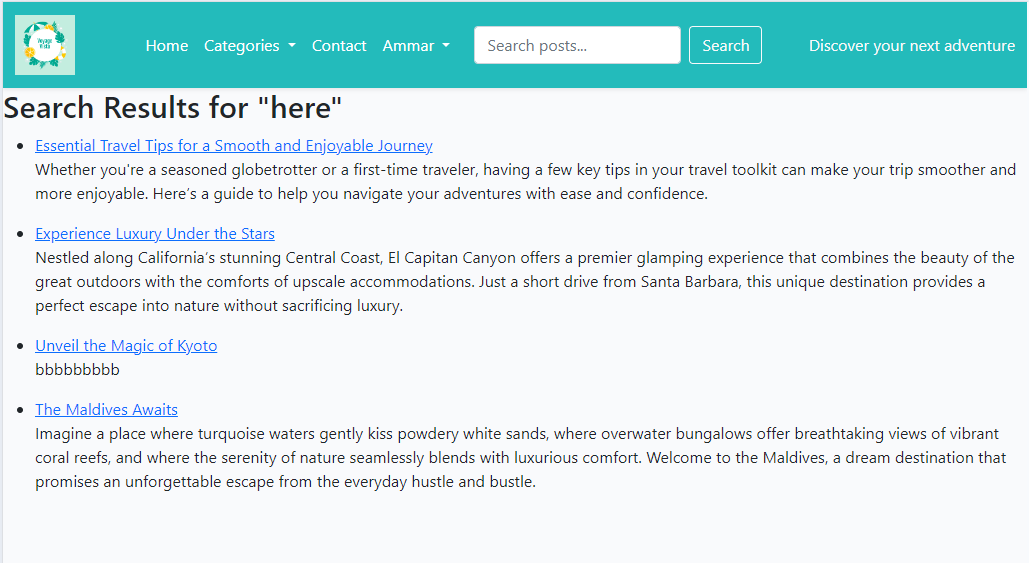 Voyage
Vista
Home Categories Contact Ammar Search posts... Search Discover your next adventure
Search Results for "here"
Essential Travel Tips for a Smooth and Enjoyable Journey
Whether you're a seasoned globetrotter or a first-time traveler, having a few key tips in your travel toolkit can make your trip smoother and
more enjoyable. Here’s a guide to help you navigate your adventures with ease and confidence.
Experience Luxury Under the Stars
Nestled along California’s stunning Central Coast, El Capitan Canyon offers a premier glamping experience that combines the beauty of the
great outdoors with the comforts of upscale accommodations. Just a short drive from Santa Barbara, this unique destination provides a
perfect escape into nature without sacrificing luxury.
Unveil the Magic of Kyoto
bbbbbbbbb
The Maldives Awaits
Imagine a place where turquoise waters gently kiss powdery white sands, where overwater bungalows offer breathtaking views of vibrant
coral reefs, and where the serenity of nature seamlessly blends with luxurious comfort. Welcome to the Maldives, a dream destination that
promises an unforgettable escape from the everyday hustle and bustle.